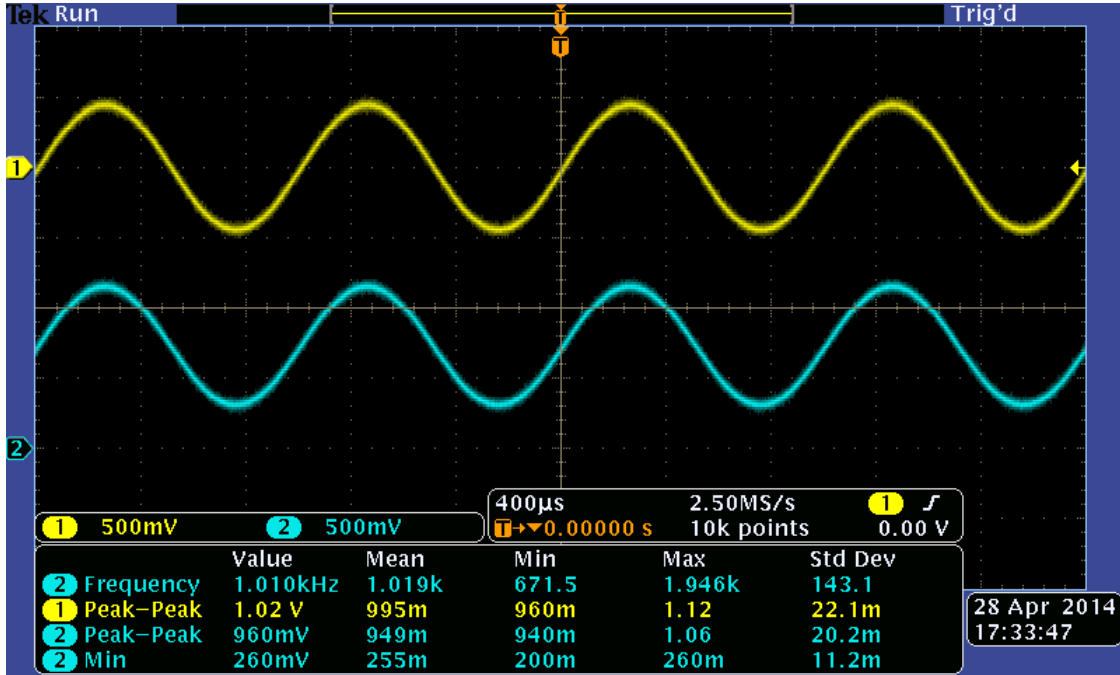 Tek Run Trig'd
T
T
1
2
400µs 2.50MS/s 1
1 500mV 2 500mV T→▼0.00000 s 10k points 0.00 V
Value Mean Min Max Std Dev
2 Frequency 1.010kHz 1.019k 671.5 1.946k 143.1
1 Peak−Peak 1.02 V 995m 960m 1.12 22.1m
2 Peak−Peak 960mV 949m 940m 1.06 20.2m
2 Min 260mV 255m 200m 260m 11.2m
28 Apr 2014
17:33:47